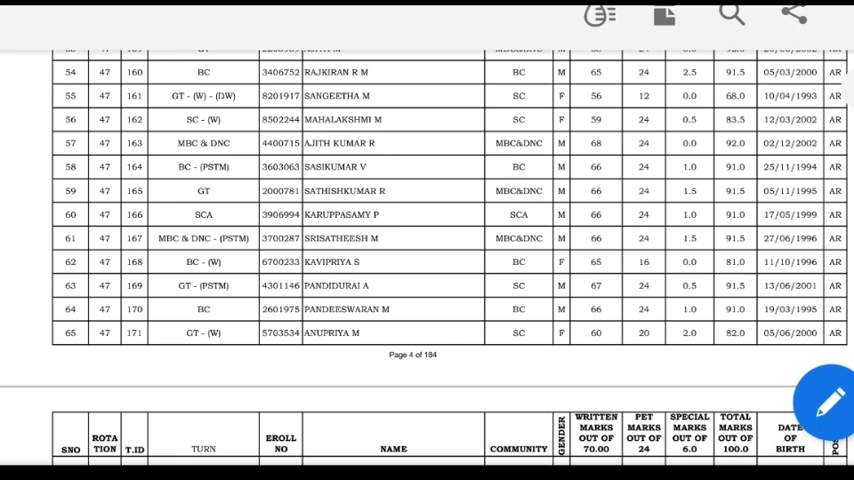 54 47 160 BC 3406752 RAJKIRAN R M BC M 65 24 2.5 91.5 05/03/2000 AR
55 47 161 GT - (W) - (DW) 8201917 SANGEETHA M SC F 56 12 0.0 68.0 10/04/1993 AR
56 47 162 SC - (W) 8502244 MAHALAKSHMI M SC F 59 24 0.5 83.5 12/03/2002 AR
57 47 163 MBC & DNC 4400715 AJITH KUMAR R MBC&DNC M 68 24 0.0 92.0 02/12/2002 AR
58 47 164 BC - (PSTM) 3603063 SASIKUMAR V BC M 66 24 1.0 91.0 25/11/1994 AR
59 47 165 GT 2000781 SATHISHKUMAR R MBC&DNC M 66 24 1.5 91.5 05/11/1995 AR
60 47 166 SCA 3906994 KARUPPASAMY P SCA M 66 24 1.0 91.0 17/05/1999 AR
61 47 167 MBC & DNC - (PSTM) 3700287 SRISATHEESH M MBC&DNC M 66 24 1.5 91.5 27/06/1996 AR
62 47 168 BC - (W) 6700233 KAVIPRIYA S BC F 65 16 0.0 81.0 11/10/1996 AR
63 47 169 GT - (PSTM) 4301146 PANDIDURAI A SC M 67 24 0.5 91.5 13/06/2001 AR
64 47 170 BC 2601975 PANDEESWARAN M BC M 66 24 1.0 91.0 19/03/1995 AR
65 47 171 GT - (W) 5703534 ANUPRIYA M SC F 60 20 2.0 82.0 05/06/2000 AR
Page 4 of 184
SNO ROTA TION T.ID TURN EROLL NO NAME COMMUNITY GENDER WRITTEN MARKS OUT OF 70.00 PET MARKS OUT OF 24 SPECIAL MARKS OUT OF 6.0 TOTAL MARKS OUT OF 100.0 DATE OF BIRTH